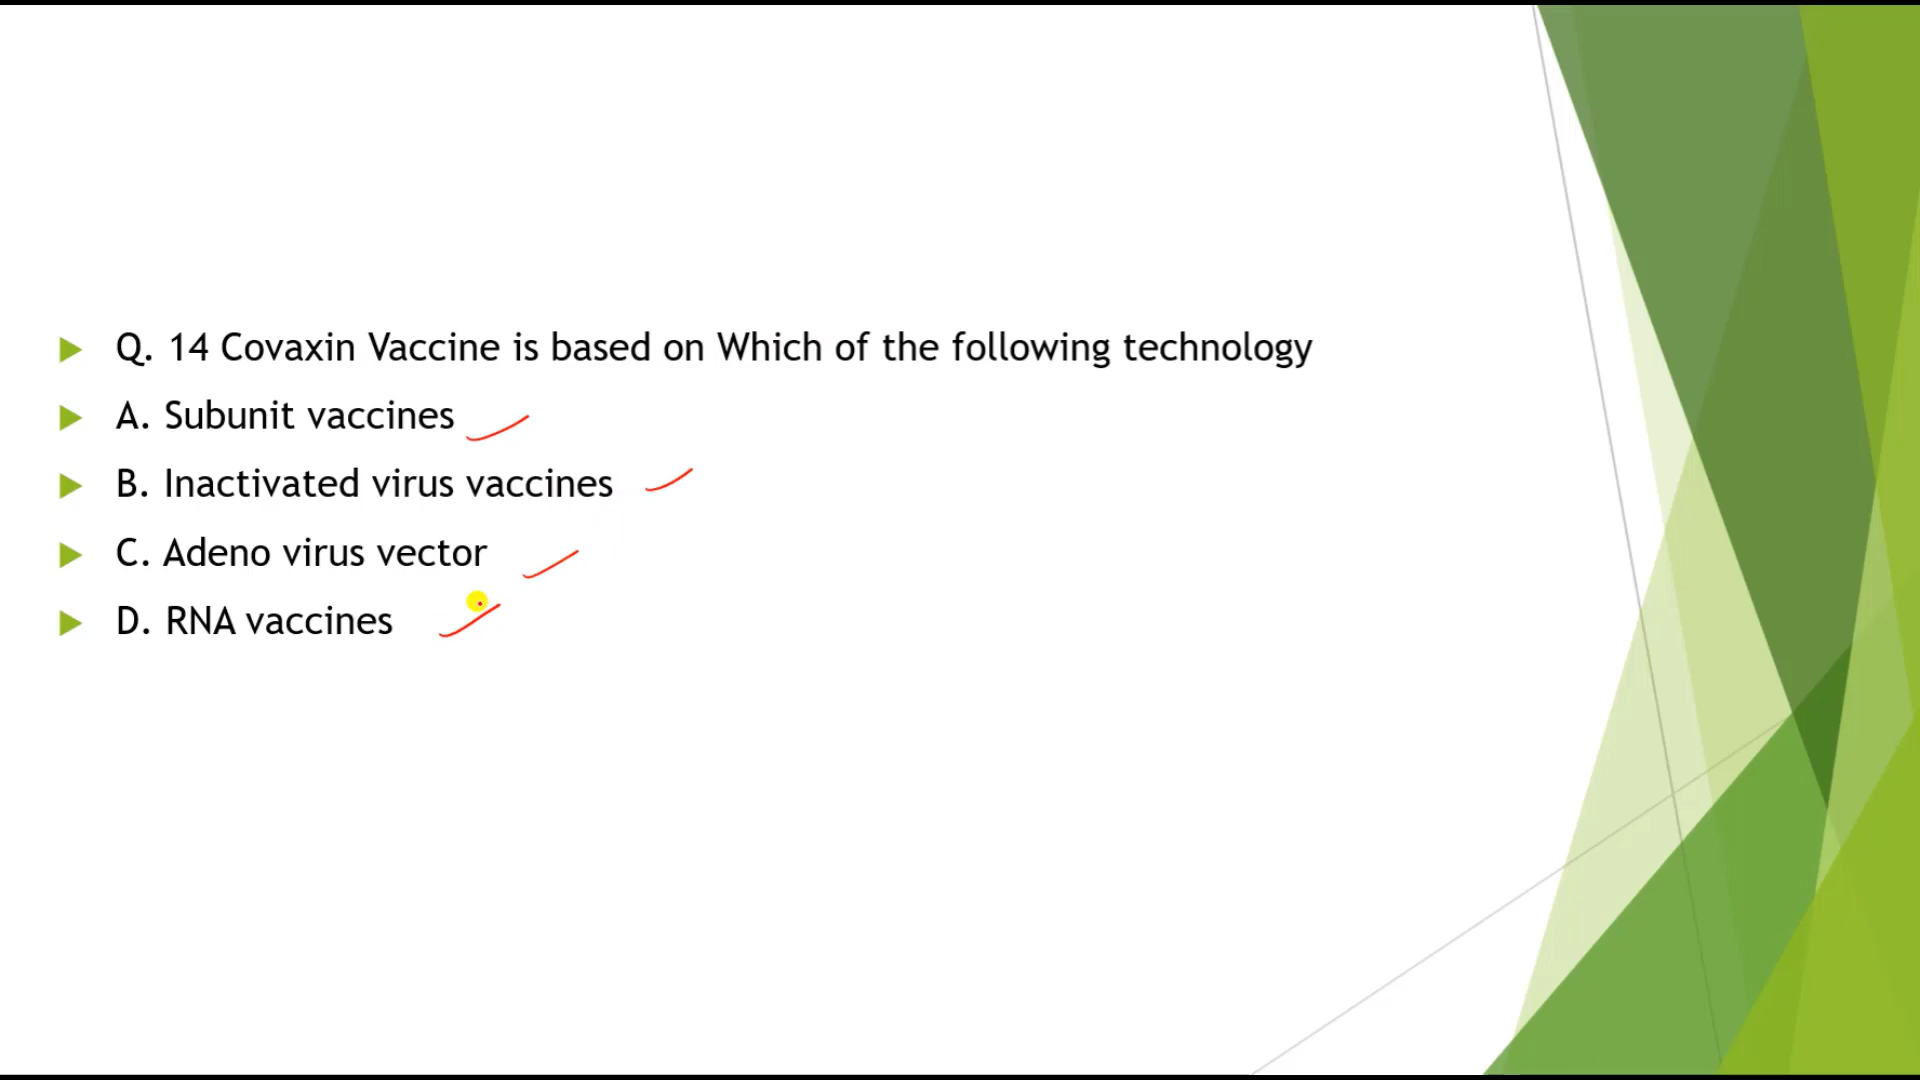 Q. 14 Covaxin Vaccine is based on Which of the following technology
A. Subunit vaccines
B. Inactivated virus vaccines
C. Adeno virus vector
D. RNA vaccines